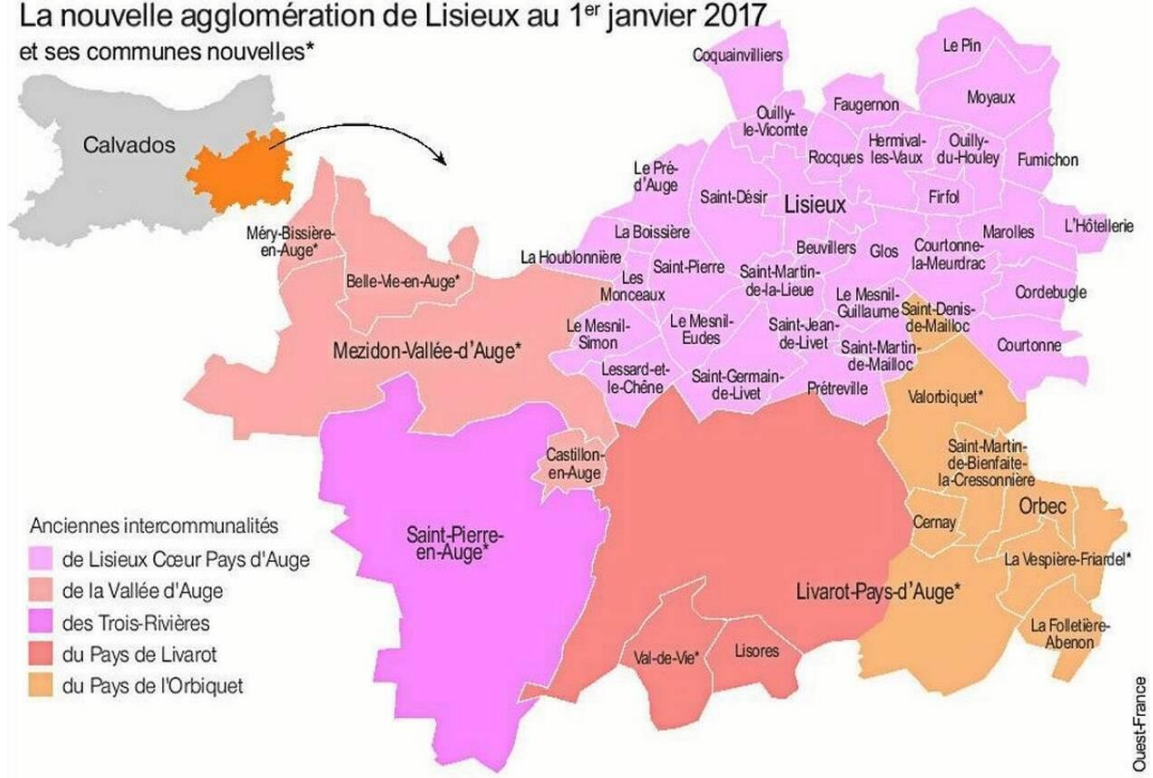 La nouvelle agglomération de Lisieux au 1er janvier 2017
et ses communes nouvelles*
Calvados
Coquainvilliers
Le Pin
Moyaux
Ouilly-
le-Vicomte
Faugernon
Hermival-
les-Vaux
Ouilly-
du-Houley
Rocques
Fumichon
Le Pré-
d'Auge
Saint-Désir
Lisieux
Firfol
L'Hôtellerie
Marolles
La Boissière
Beuvillers
Glos
Courtonne-
la-Meurdrac
Méry-Bissière-
en-Auge*
La Houblonnière
Saint-Pierre
Les
Monceaux
Saint-Martin-
de-la-Lieue
Belle-Vie-en-Auge*
Cordebugle
Le Mesnil-
Guillaume
Saint-Denis-
de-Mailloc
Le Mesnil-
Simon
Le Mesnil-
Eudes
Saint-Jean-
de-Livet
Courtonne
Mezidon-Vallée-d'Auge*
Saint-Martin-
de-Mailloc
Lessard-et-
le-Chêne
Saint-Germain-
de-Livet
Prétreville
Valorbiquet*
Castillon-
en-Auge
Saint-Martin-
de-Bienfaite-
la-Cressonnière
Orbec
Cernay
Saint-Pierre-
en-Auge*
La Vespière-Friardel*
Livarot-Pays-d'Auge*
La Folletière-
Abenon
Val-de-Vie*
Lisores
Anciennes intercommunalités
de Lisieux Cœur Pays d'Auge
de la Vallée d'Auge
des Trois-Rivières
du Pays de Livarot
du Pays de l'Orbiquet
Ouest-France